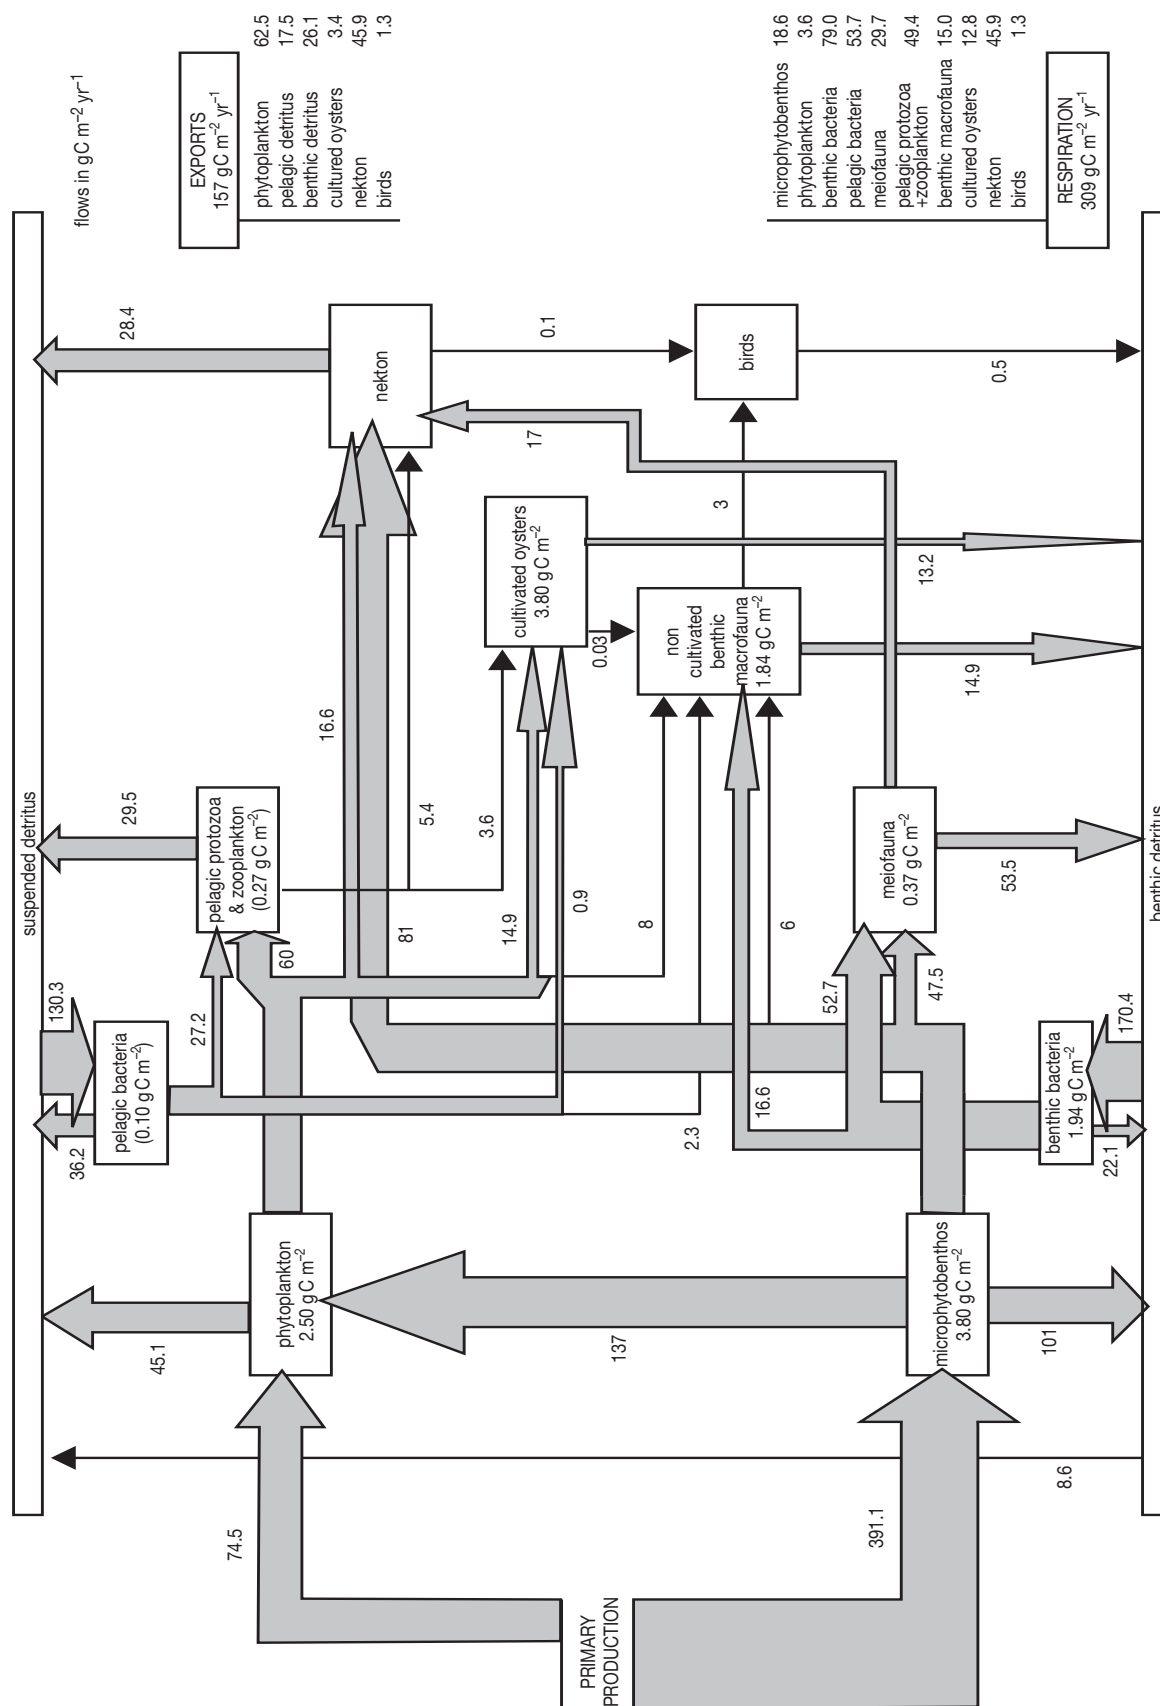 suspended detritus
flows in gC m⁻² yr⁻¹
EXPORTS
157 gC m⁻² yr⁻¹
phytoplankton 62.5
pelagic detritus 17.5
benthic detritus 26.1
cultured oysters 3.4
nekton 45.9
birds 1.3
28.4
29.5
130.3
36.2
45.1
pelagic protozoa
& zooplankton
(0.27 gC m⁻²)
pelagic bacteria
(0.10 gC m⁻²)
27.2
60
phytoplankton
2.50 gC m⁻²
74.5
nekton
16.6
81
5.4
3.6
14.9
0.9
0.1
17
cultivated oysters
3.80 gC m⁻²
0.03
non
cultivated
benthic
macrofauna
1.84 gC m⁻²
8
2.3
6
16.6
3
birds
0.5
13.2
14.9
137
PRIMARY
PRODUCTION
meiofauna
0.37 gC m⁻²
52.7
47.5
53.5
microphytobenthos
3.80 gC m⁻²
391.1
101
8.6
benthic bacteria
1.94 gC m⁻²
170.4
22.1
microphytobenthos 18.6
phytoplankton 3.6
benthic bacteria 79.0
pelagic bacteria 53.7
meiofauna 29.7
pelagic protozoa
+zooplankton 49.4
benthic macrofauna 15.0
cultured oysters 12.8
nekton 45.9
birds 1.3
RESPIRATION
309 gC m⁻² yr⁻¹
benthic detritus